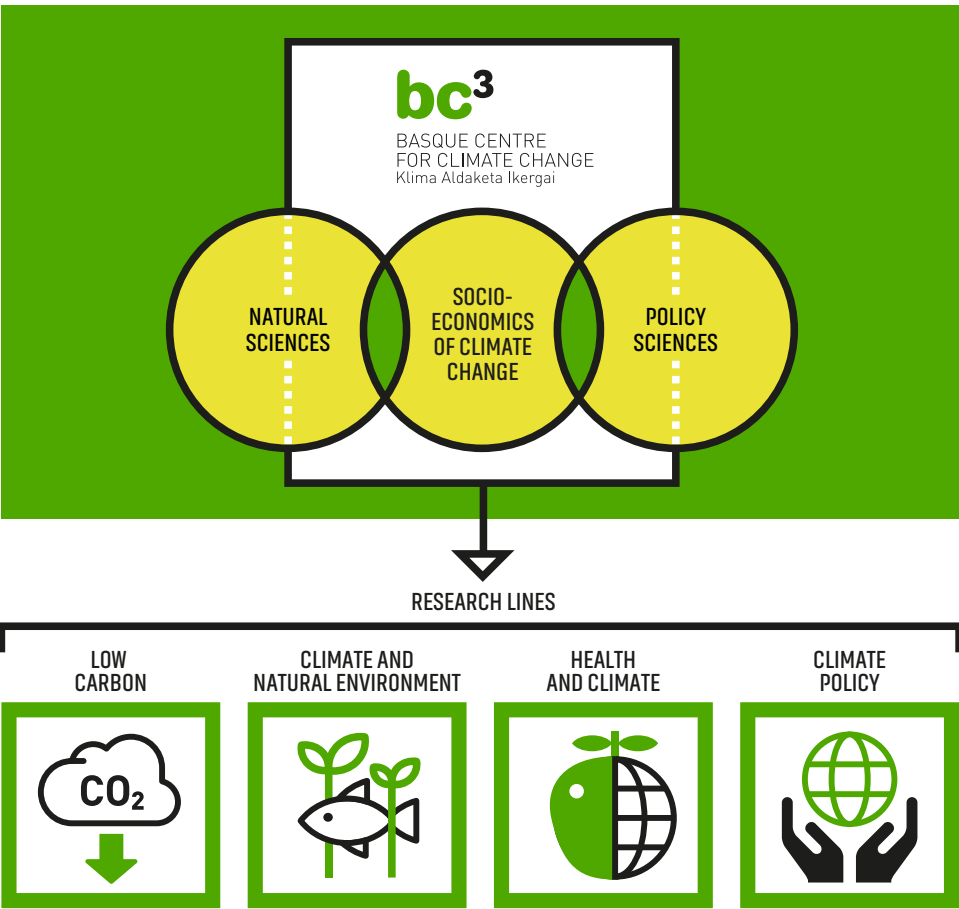 bc³
BASQUE CENTRE
FOR CLIMATE CHANGE
Klima Aldaketa Ikergai
NATURAL
SCIENCES
SOCIO-
ECONOMICS
OF CLIMATE
CHANGE
POLICY
SCIENCES
RESEARCH LINES
LOW
CARBON
CLIMATE AND
NATURAL ENVIRONMENT
HEALTH
AND CLIMATE
CLIMATE
POLICY
CO₂